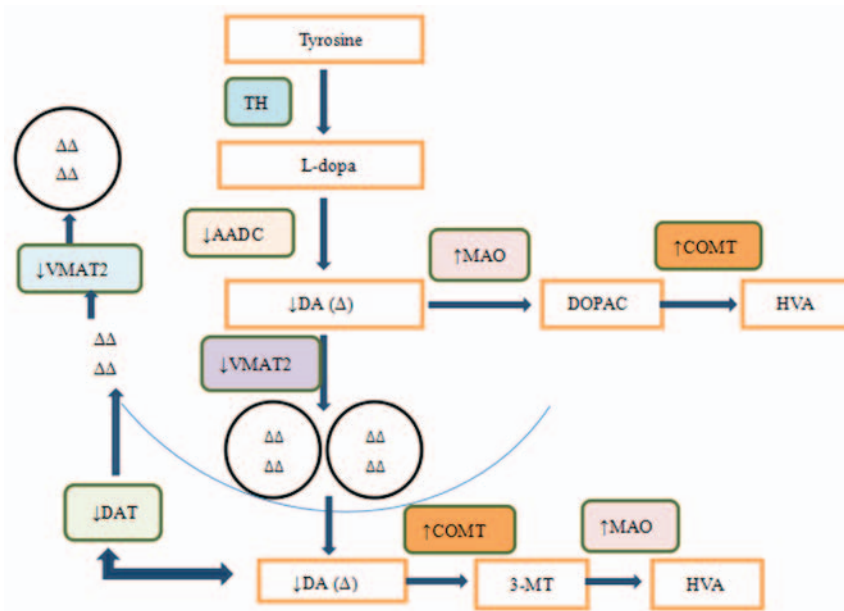 Tyrosine
TH
ΔΔ
ΔΔ
L-dopa
↓AADC
↑MAO
↑COMT
↓VMAT2
↓DA (Δ)
DOPAC
HVA
ΔΔ
ΔΔ
↓VMAT2
ΔΔ
ΔΔ
ΔΔ
ΔΔ
↓DAT
↑COMT
↑MAO
↓DA (Δ)
3-MT
HVA